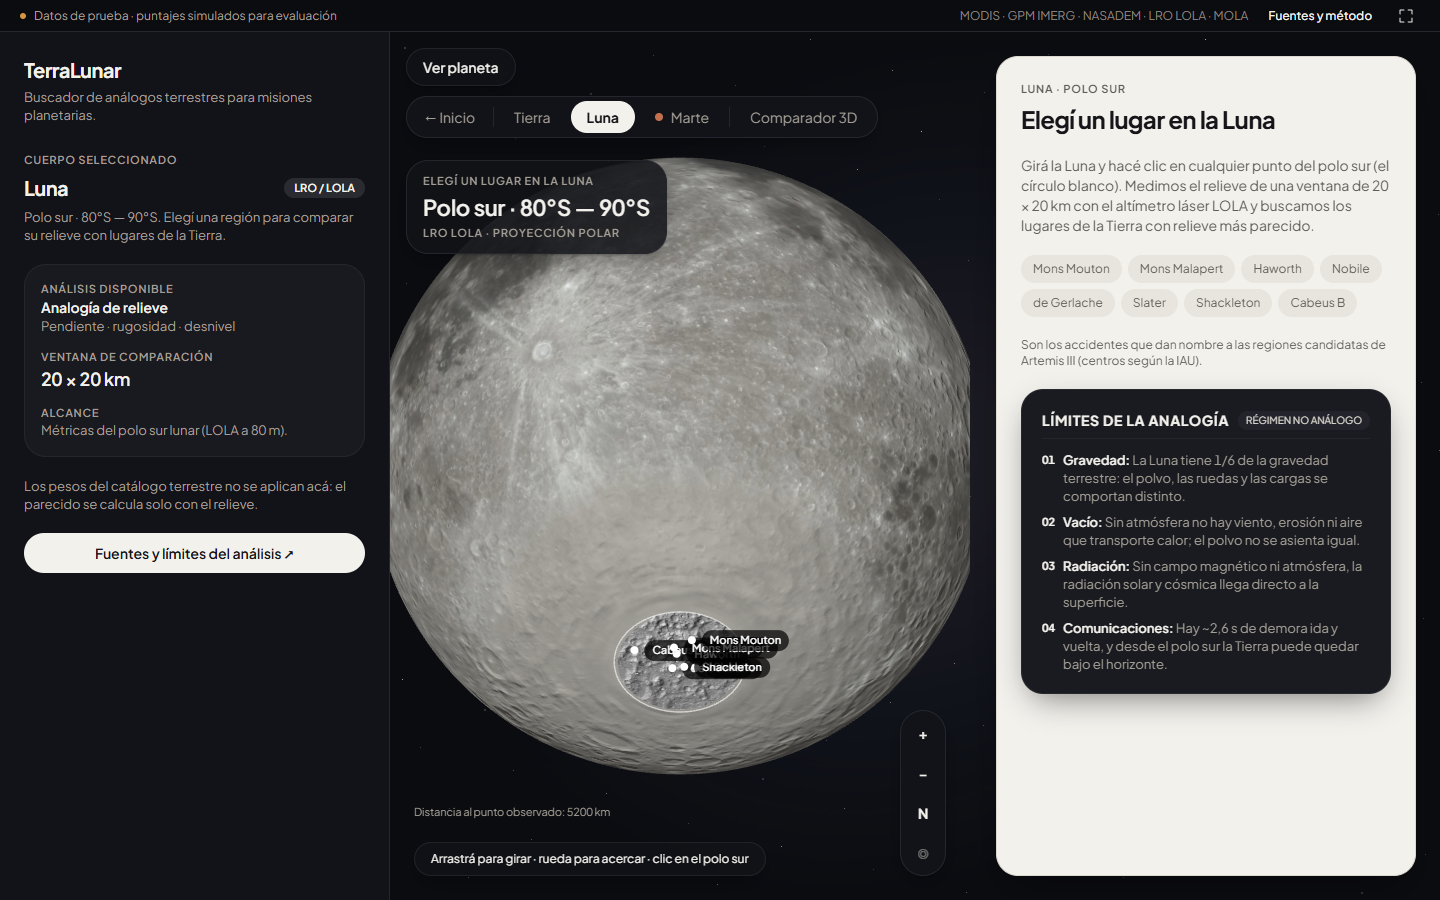 Datos de prueba · puntajes simulados para evaluación
MODIS · GPM IMERG · NASADEM · LRO LOLA · MOLA
Fuentes y método
TerraLunar
Buscador de análogos terrestres para misiones
planetarias.
CUERPO SELECCIONADO
Luna
LRO / LOLA
Polo sur · 80°S — 90°S. Elegí una región para comparar
su relieve con lugares de la Tierra.
ANÁLISIS DISPONIBLE
Analogía de relieve
Pendiente · rugosidad · desnivel
VENTANA DE COMPARACIÓN
20 × 20 km
ALCANCE
Métricas del polo sur lunar (LOLA a 80 m).
Los pesos del catálogo terrestre no se aplican acá: el
parecido se calcula solo con el relieve.
Fuentes y límites del análisis ↗
Ver planeta
← Inicio
Tierra
Luna
Marte
Comparador 3D
ELEGÍ UN LUGAR EN LA LUNA
Polo sur · 80°S — 90°S
LRO LOLA · PROYECCIÓN POLAR
Mons Mouton
Malapert
Shackleton
+
−
N
Distancia al punto observado: 5200 km
Arrastrá para girar · rueda para acercar · clic en el polo sur
LUNA · POLO SUR
Elegí un lugar en la Luna
Girá la Luna y hacé clic en cualquier punto del polo sur (el
círculo blanco). Medimos el relieve de una ventana de 20
× 20 km con el altímetro láser LOLA y buscamos los
lugares de la Tierra con relieve más parecido.
Mons Mouton
Mons Malapert
Haworth
Nobile
de Gerlache
Slater
Shackleton
Cabeus B
Son los accidentes que dan nombre a las regiones candidatas de
Artemis III (centros según la IAU).
LÍMITES DE LA ANALOGÍA
RÉGIMEN NO ANÁLOGO
01 Gravedad: La Luna tiene 1/6 de la gravedad
terrestre: el polvo, las ruedas y las cargas se
comportan distinto.
02 Vacío: Sin atmósfera no hay viento, erosión ni aire
que transporte calor; el polvo no se asienta igual.
03 Radiación: Sin campo magnético ni atmósfera, la
radiación solar y cósmica llega directo a la
superficie.
04 Comunicaciones: Hay ~2,6 s de demora ida y
vuelta, y desde el polo sur la Tierra puede quedar
bajo el horizonte.